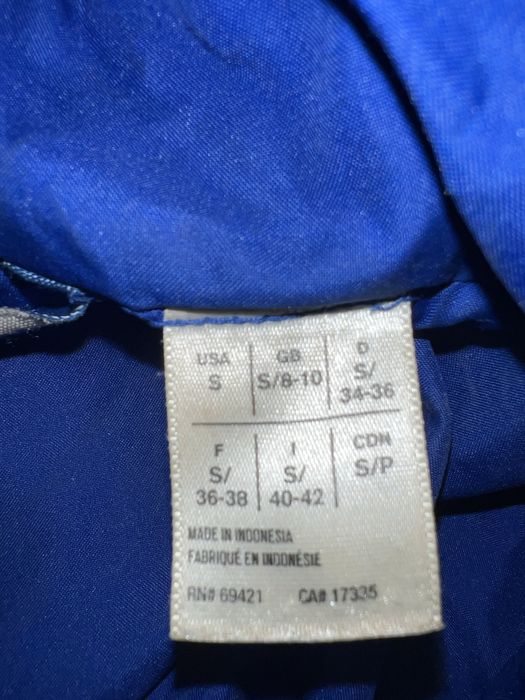 USA GB D
S S/8-10 S/
34-36
F I CDN
S/ S/ S/P
36-38 40-42
MADE IN INDONESIA
FABRIQUÉ EN INDONÉSIE
RN# 69421 CA# 17335